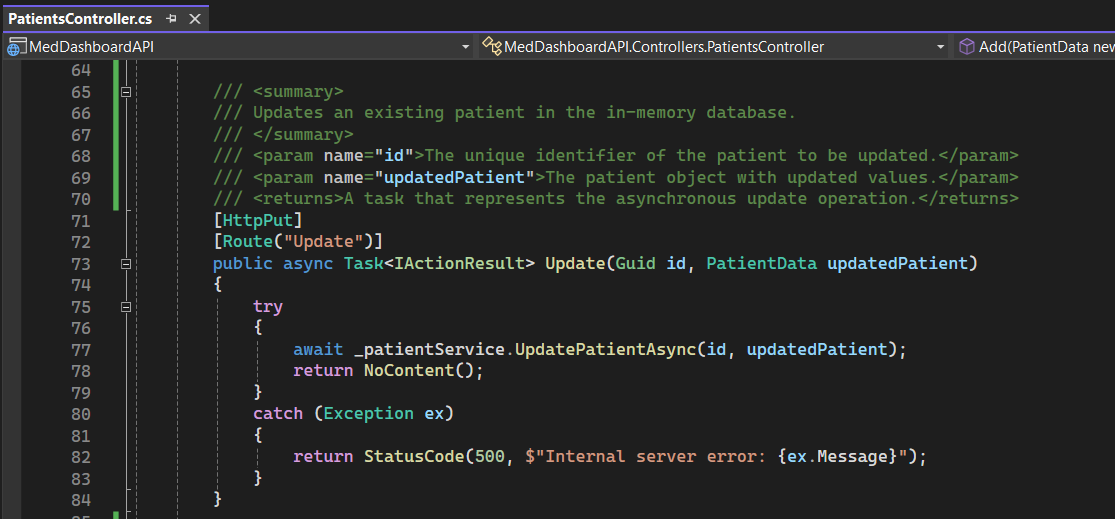 PatientsController.cs
MedDashboardAPI MedDashboardAPI.Controllers.PatientsController Add(PatientData new
64
65 /// <summary>
66 /// Updates an existing patient in the in-memory database.
67 /// </summary>
68 /// <param name="id">The unique identifier of the patient to be updated.</param>
69 /// <param name="updatedPatient">The patient object with updated values.</param>
70 /// <returns>A task that represents the asynchronous update operation.</returns>
71 [HttpPut]
72 [Route("Update")]
73 public async Task<IActionResult> Update(Guid id, PatientData updatedPatient)
74 {
75 try
76 {
77 await _patientService.UpdatePatientAsync(id, updatedPatient);
78 return NoContent();
79 }
80 catch (Exception ex)
81 {
82 return StatusCode(500, $"Internal server error: {ex.Message}");
83 }
84 }